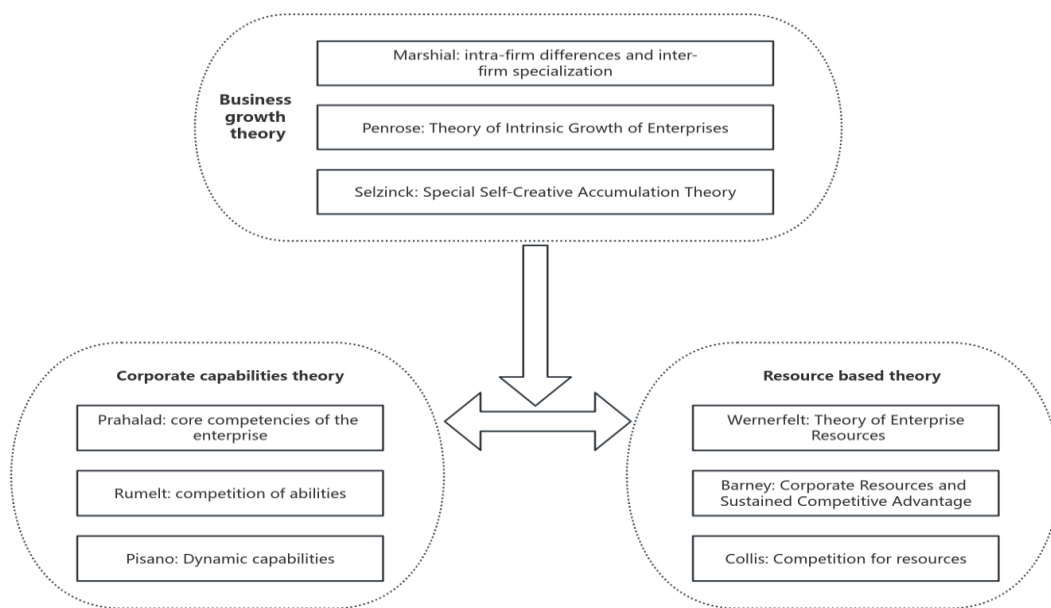 Marshial: intra-firm differences and inter-
firm specialization
Business
growth
theory
Penrose: Theory of Intrinsic Growth of Enterprises
Selzinck: Special Self-Creative Accumulation Theory
Corporate capabilities theory
Prahalad: core competencies of the
enterprise
Rumelt: competition of abilities
Pisano: Dynamic capabilities
Resource based theory
Wernerfelt: Theory of Enterprise
Resources
Barney: Corporate Resources and
Sustained Competitive Advantage
Collis: Competition for resources